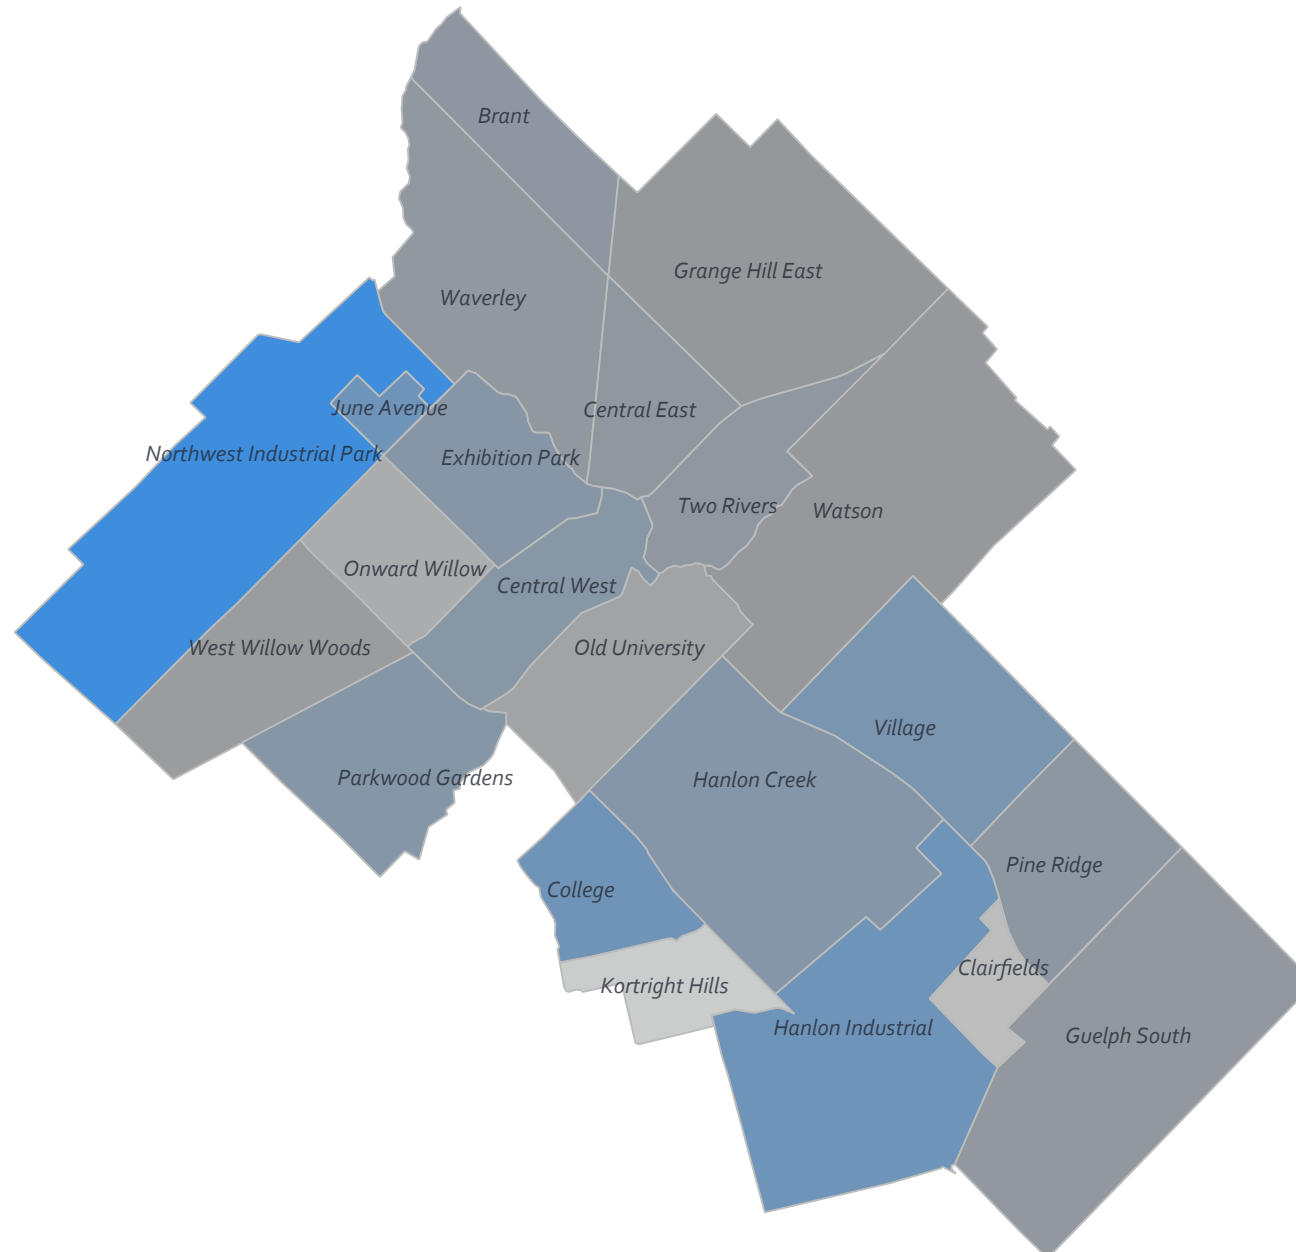 Brant
Grange Hill East
Waverley
June Avenue
Central East
Northwest Industrial Park
Exhibition Park
Two Rivers
Watson
Onward Willow
Central West
West Willow Woods
Old University
Village
Parkwood Gardens
Hanlon Creek
Pine Ridge
College
Clairfields
Kortright Hills
Hanlon Industrial
Guelph South